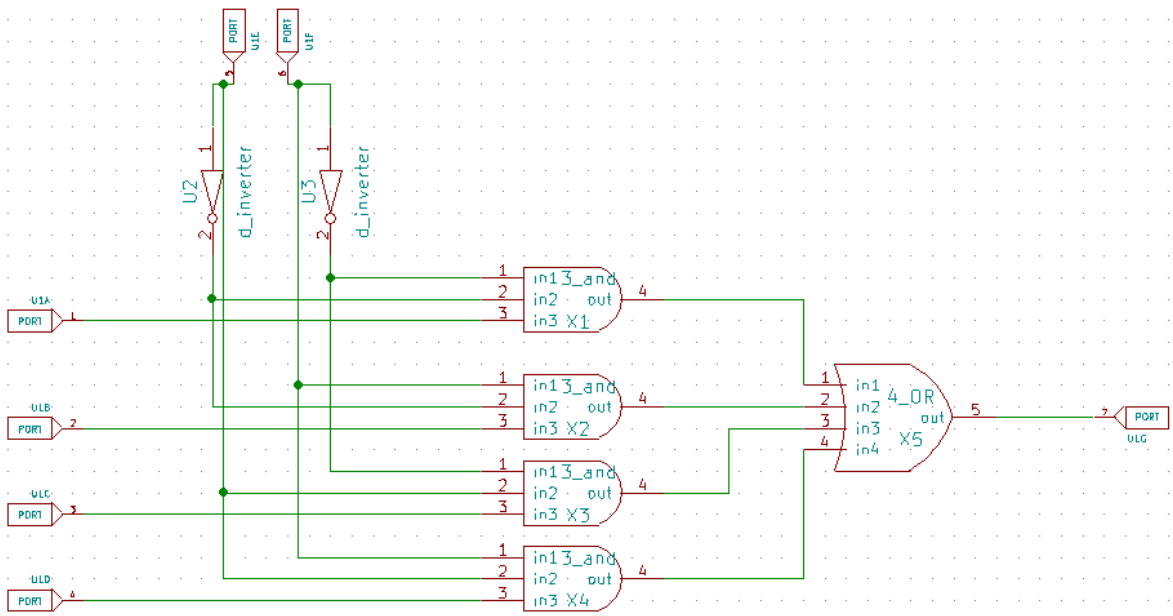 PORT
U1E
5
PORT
U1F
6
1
U2
2
d_inverter
1
U3
2
d_inverter
U1A
PORT
1
1
2
3
in1 3_and
in2 out
in3 X1
4
U1B
PORT
2
1
2
3
in1 3_and
in2 out
in3 X2
4
U1C
PORT
3
1
2
3
in1 3_and
in2 out
in3 X3
4
U1D
PORT
4
1
2
3
in1 3_and
in2 out
in3 X4
4
1
2
3
4
in1
in2
in3
in4
4_OR
out
X5
5
7
PORT
U1G